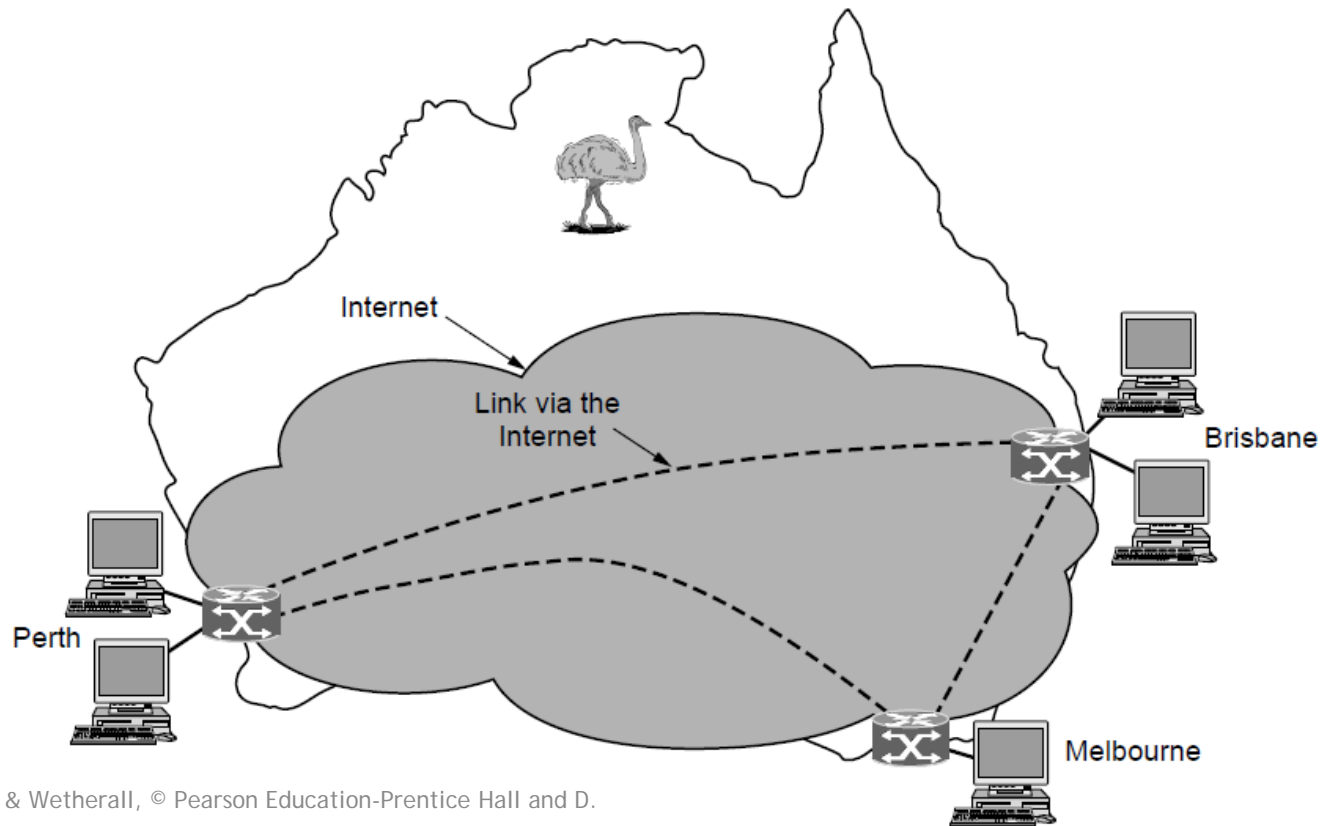 Internet
Link via the
Internet
Brisbane
Perth
Melbourne
& Wetherall, © Pearson Education-Prentice Hall and D.